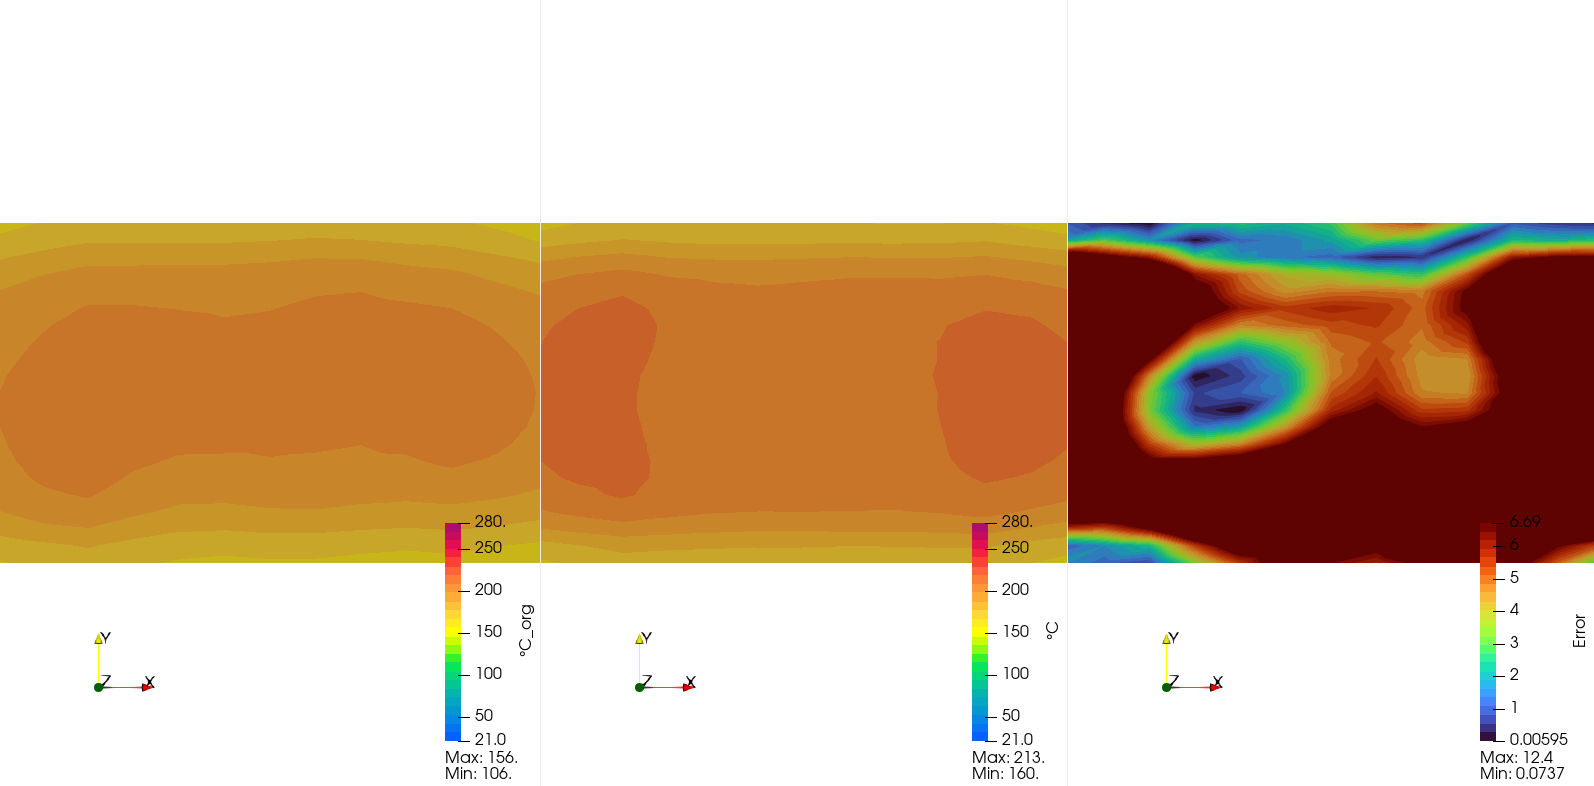 280.
250
200
150
100
50
21.0
°C_org
Max: 156.
Min: 106.
Y
Z
X
280.
250
200
150
100
50
21.0
°C
Max: 213.
Min: 160.
Y
Z
X
6.69
6
5
4
3
2
1
0.00595
Error
Max: 12.4
Min: 0.0737
Y
Z
X